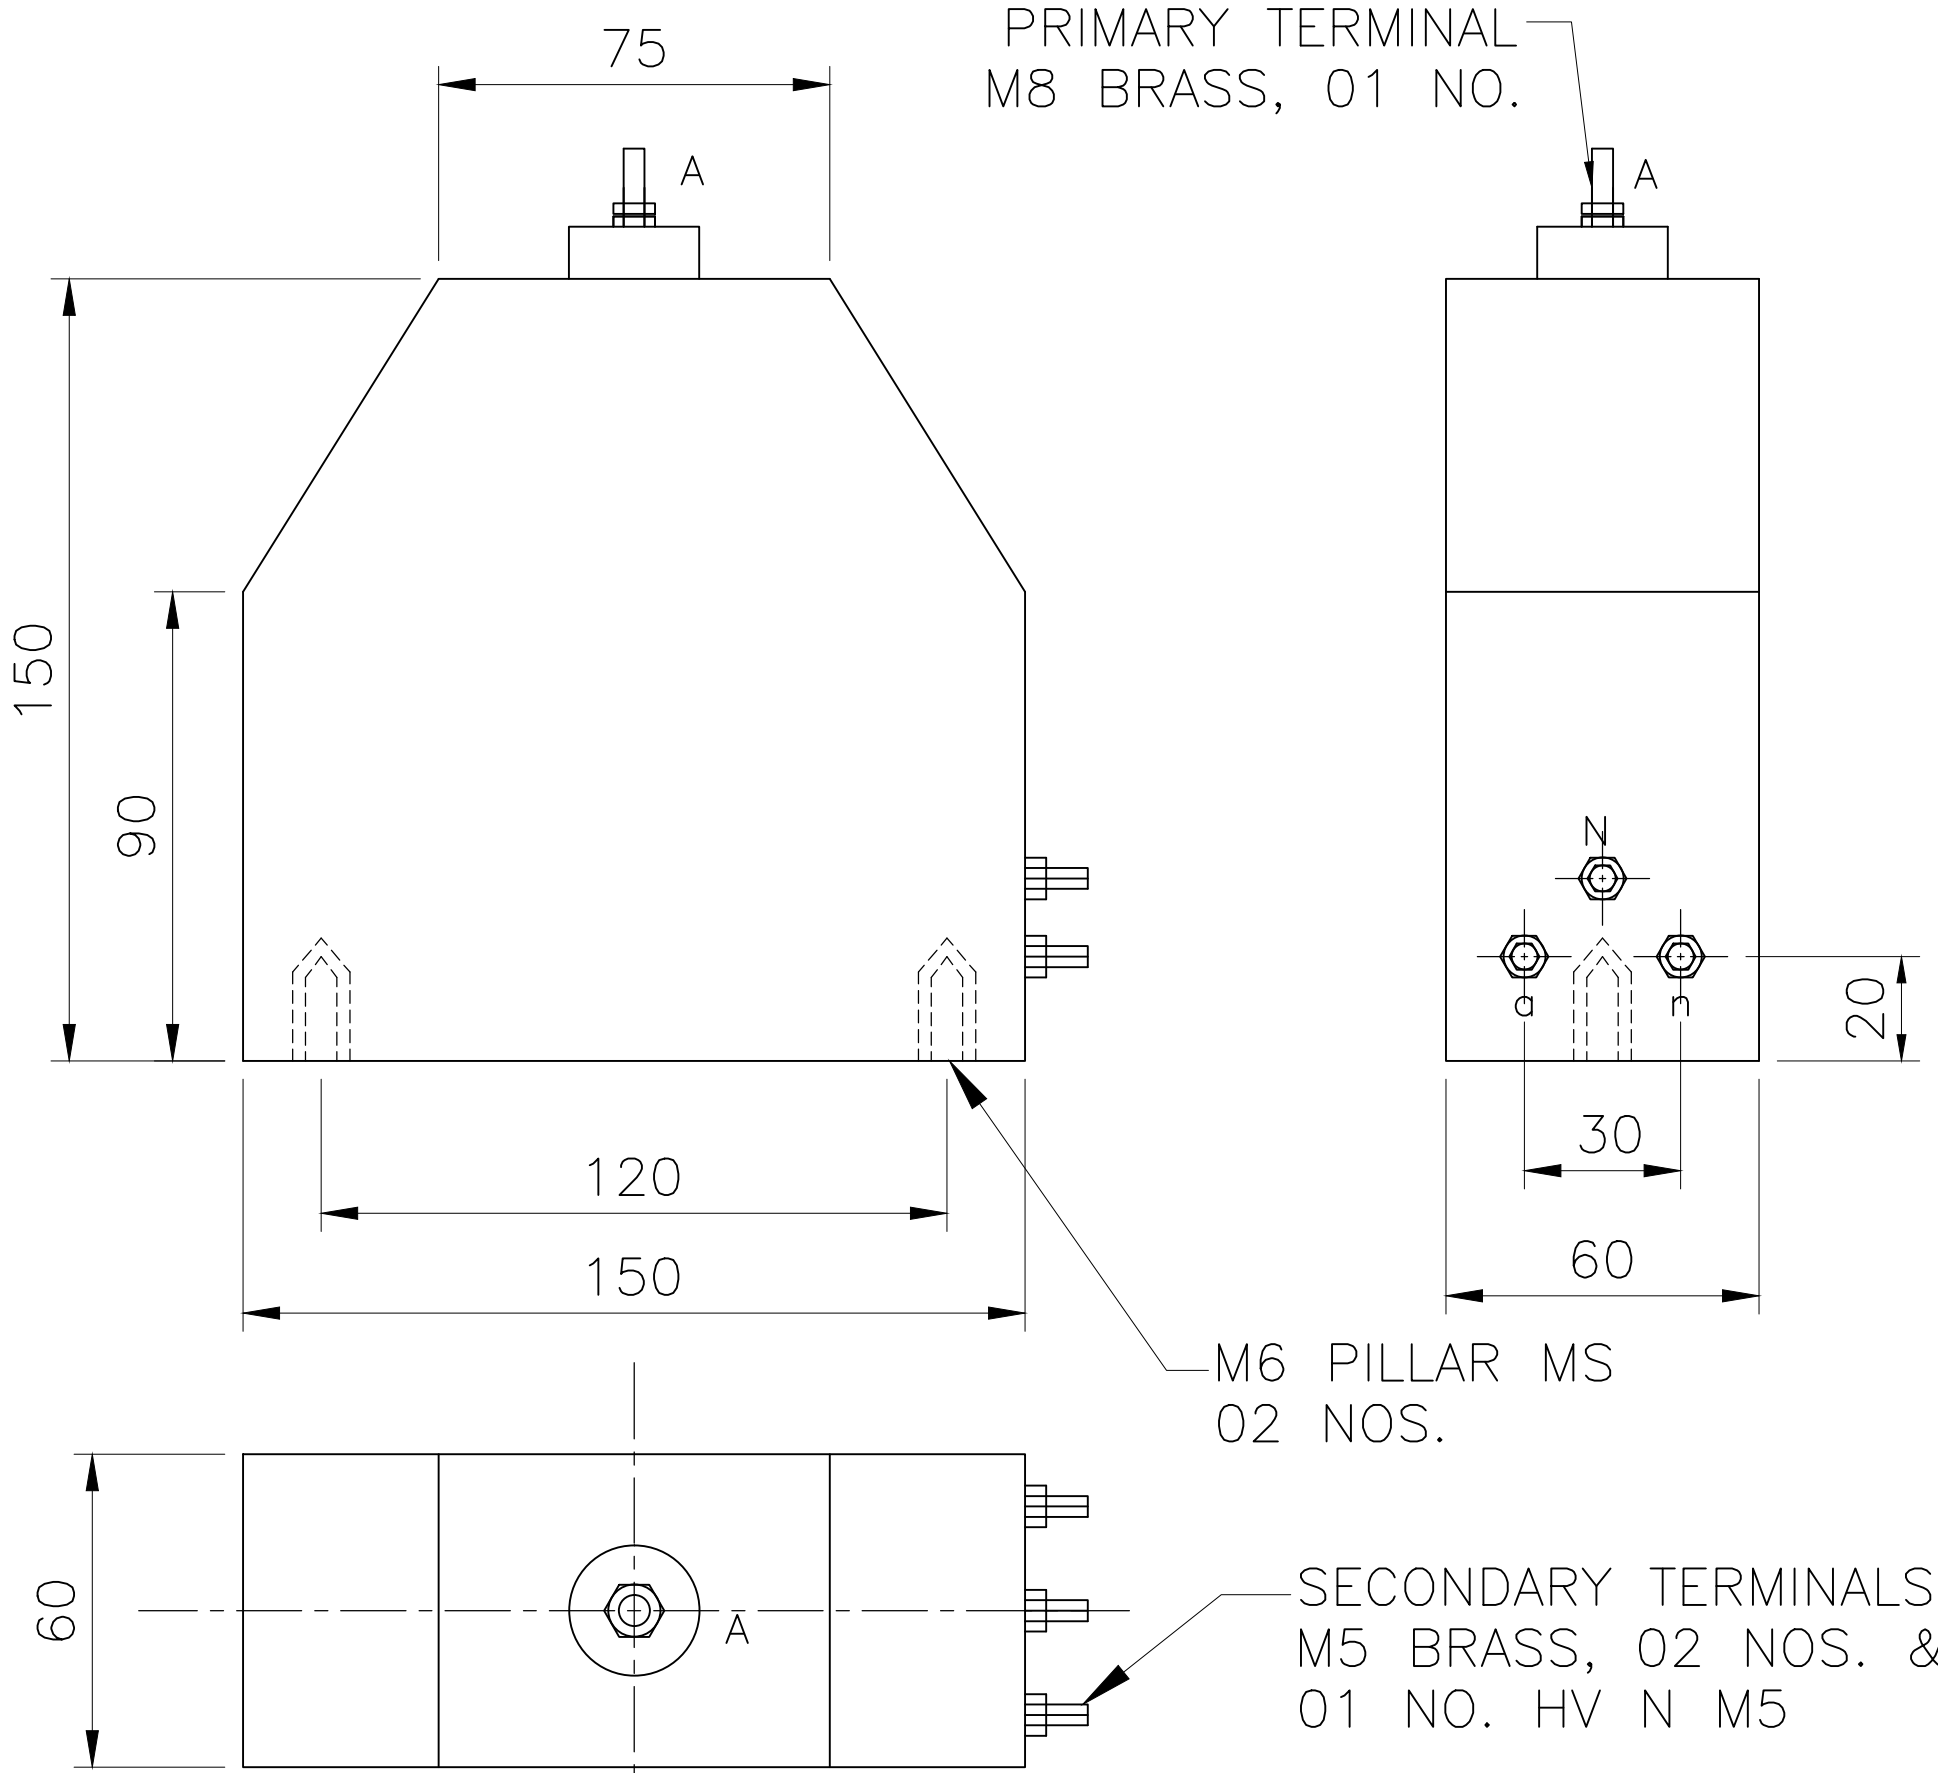 75
PRIMARY TERMINAL
M8 BRASS, 01 NO.
A
A
150
90
N
a
n
20
30
120
60
150
M6 PILLAR MS
02 NOS.
60
A
SECONDARY TERMINALS
M5 BRASS, 02 NOS. &
01 NO. HV N M5